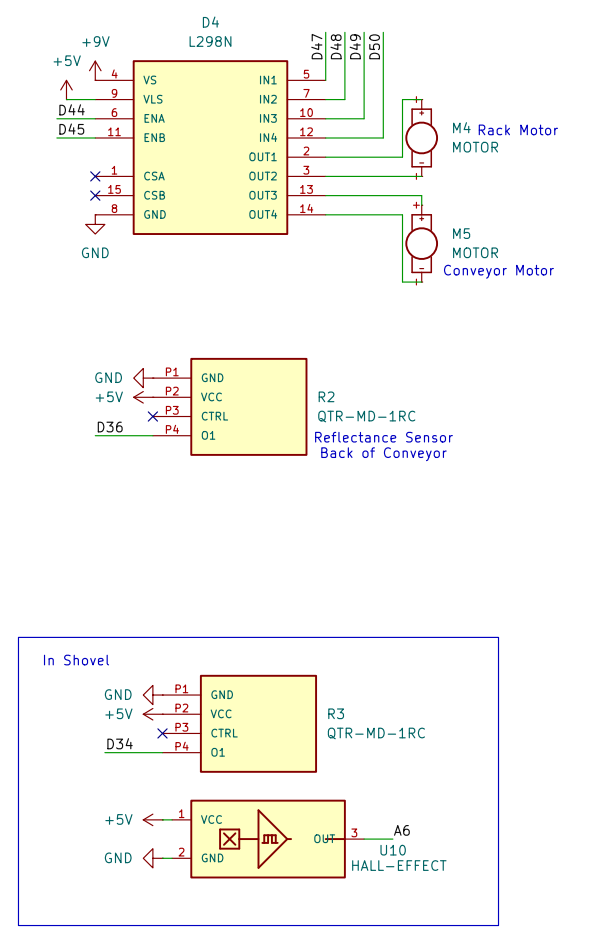 D4
L298N
+9V
+5V
D44
D45
4
9
6
11
1
15
8
VS
VLS
ENA
ENB
CSA
CSB
GND
GND
IN1
IN2
IN3
IN4
OUT1
OUT2
OUT3
OUT4
5
7
10
12
2
3
13
14
D47
D48
D49
D50
+
+
-
+
M4 Rack Motor
MOTOR
+
+
-
+
M5
MOTOR
Conveyor Motor
GND P1 GND
+5V P2 VCC
P3 CTRL
D36 P4 O1
R2
QTR-MD-1RC
Reflectance Sensor
Back of Conveyor
In Shovel
GND P1 GND
+5V P2 VCC
P3 CTRL
D34 P4 O1
R3
QTR-MD-1RC
+5V 1 VCC
GND 2 GND
OUT 3 A6
U10
HALL-EFFECT